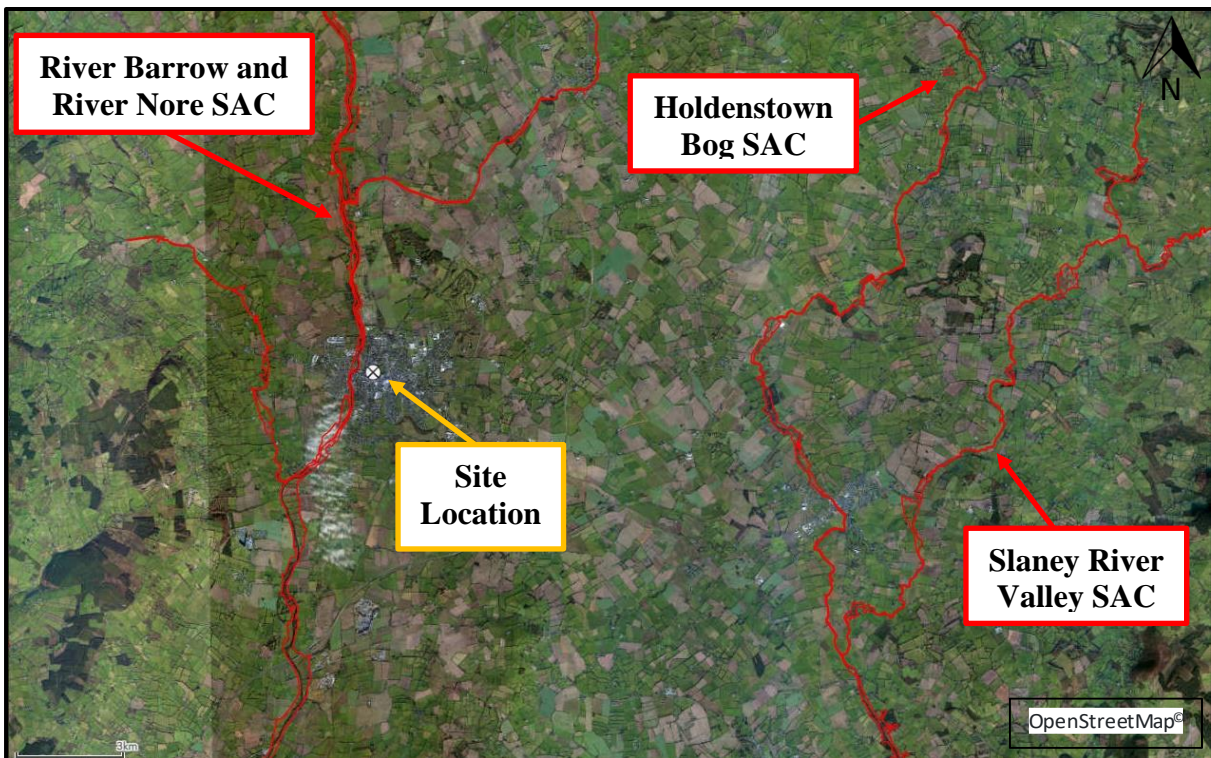 River Barrow and
River Nore SAC
Holdenstown
Bog SAC
N
Site
Location
Slaney River
Valley SAC
OpenStreetMap©
3km